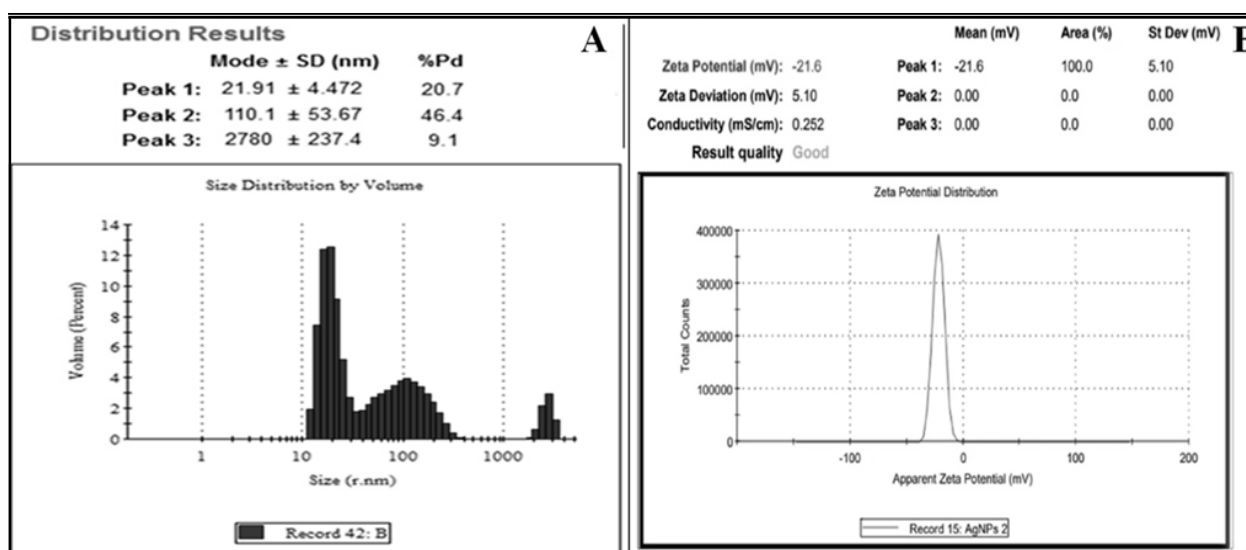 Distribution Results
A
Mode ± SD (nm) %Pd
Peak 1: 21.91 ± 4.472 20.7
Peak 2: 110.1 ± 53.67 46.4
Peak 3: 2780 ± 237.4 9.1
Size Distribution by Volume
Volume (Percent)
14
12
10
8
6
4
2
0
1 10 100 1000
Size (r.nm)
Record 42: B
Mean (mV) Area (%) St Dev (mV)
Zeta Potential (mV): -21.6 Peak 1: -21.6 100.0 5.10
Zeta Deviation (mV): 5.10 Peak 2: 0.00 0.0 0.00
Conductivity (mS/cm): 0.252 Peak 3: 0.00 0.0 0.00
Result quality Good
Zeta Potential Distribution
Total Counts
400000
300000
200000
100000
0
-100 0 100 200
Apparent Zeta Potential (mV)
Record 15: AgNPs 2